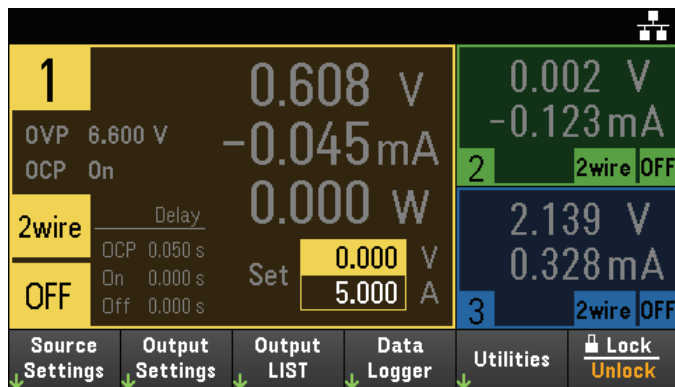 1
0.608 V
-0.045 mA
0.000 W
OVP 6.600 V
OCP On
2wire
OFF
Delay
OCP 0.050 s
On 0.000 s
Off 0.000 s
Set
0.000 V
5.000 A
0.002 V
-0.123 mA
2
2wire OFF
2.139 V
0.328 mA
3
2wire OFF
Source
Settings
Output
Settings
Output
LIST
Data
Logger
Utilities
Lock
Unlock